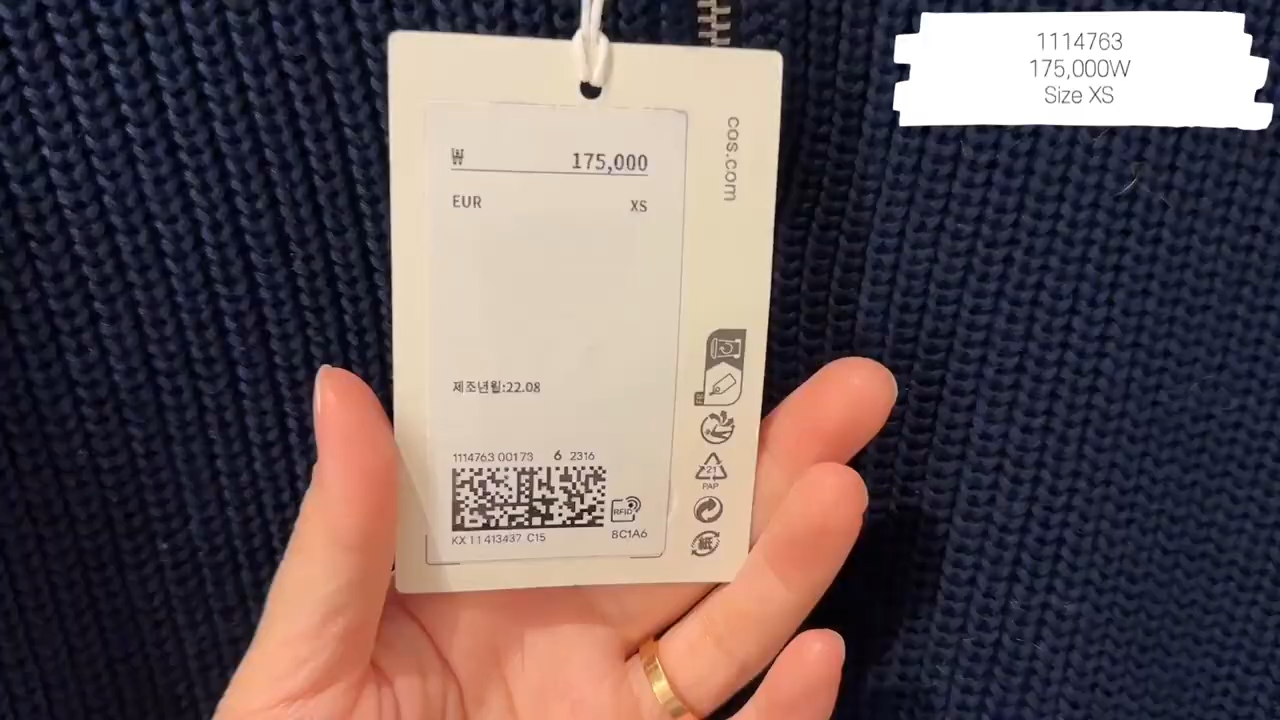 1114763
175,000W
Size XS
cos.com
₩ 175,000
EUR XS
제조년월:22.08
1114763 00173 6 2316
RFID
KX 11 413437 C15 8C1A6
21
PAP
紙